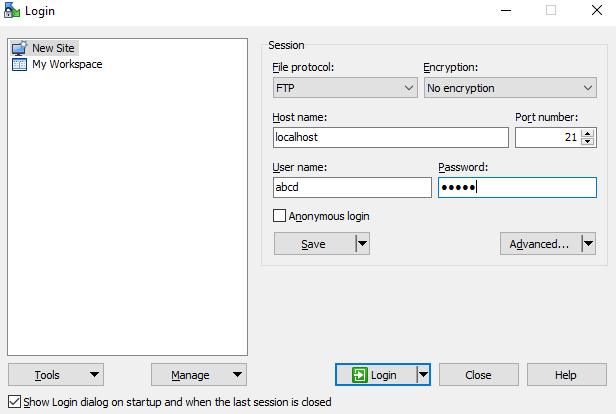 Login
New Site
My Workspace
Session
File protocol:
Encryption:
FTP
No encryption
Host name:
Port number:
localhost
21
User name:
Password:
abcd
●●●●●
Anonymous login
Save
Advanced...
Tools
Manage
Login
Close
Help
Show Login dialog on startup and when the last session is closed